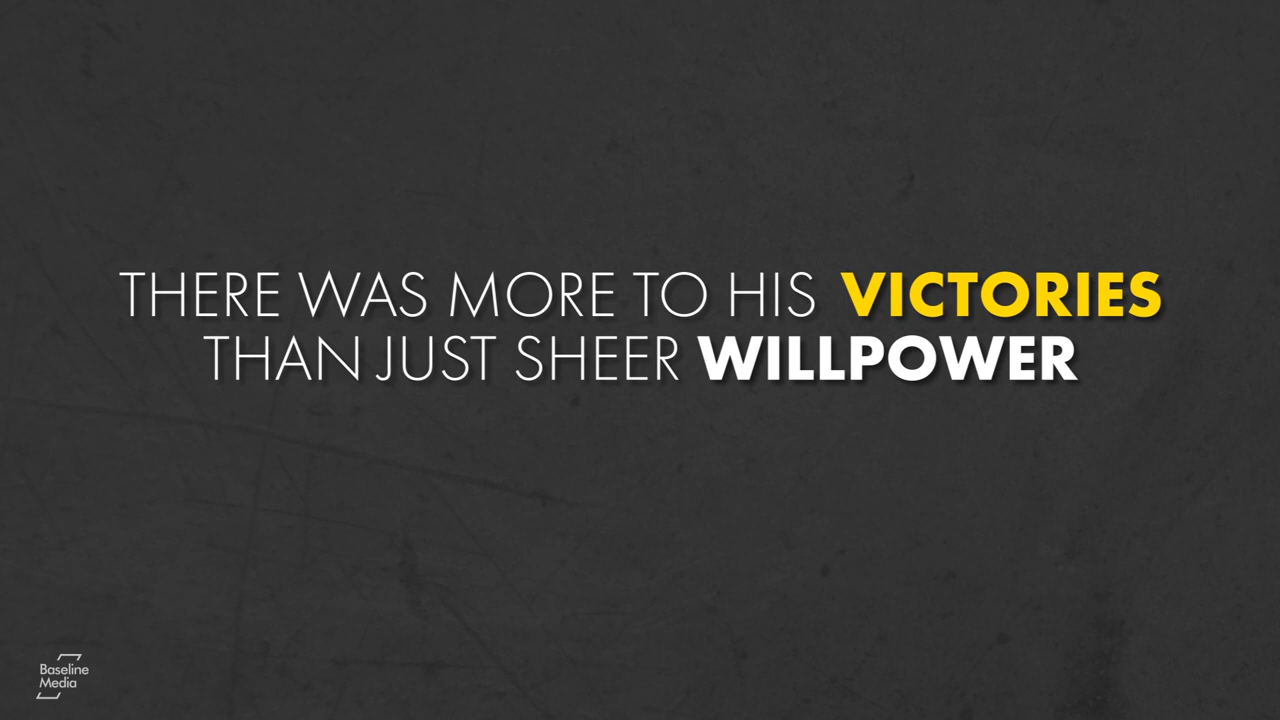 THERE WAS MORE TO HIS VICTORIES
THAN JUST SHEER WILLPOWER
Baseline
Media